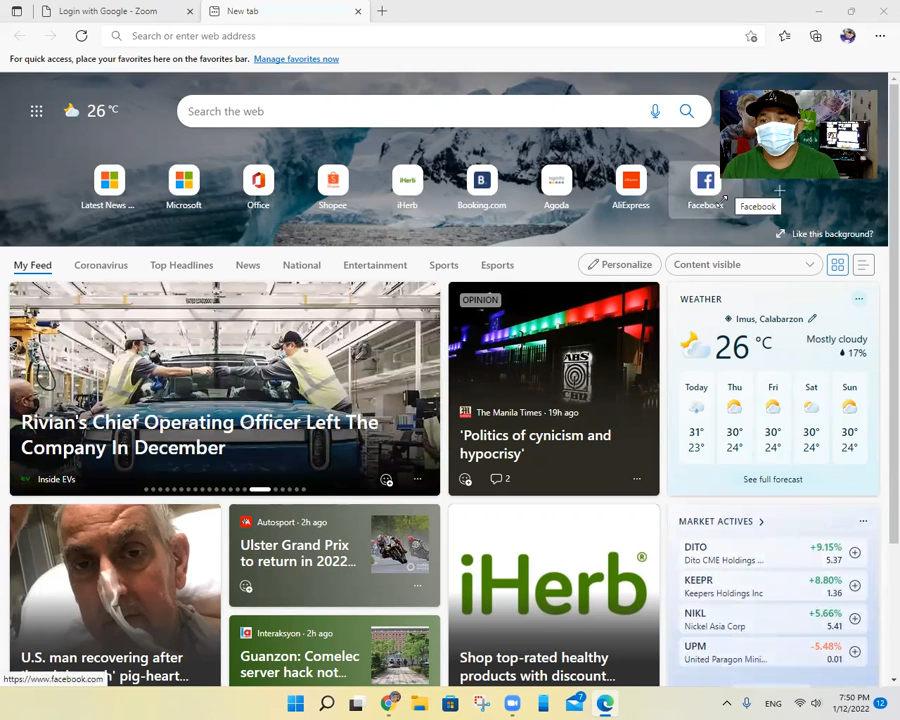 Login with Google - Zoom
New tab
Search or enter web address
For quick access, place your favorites here on the favorites bar. Manage favorites now
26 °C
Search the web
B
iHerb
Latest News ...
Microsoft
Office
Shopee
iHerb
Booking.com
Agoda
AliExpress
Facebook
Facebook
Like this background?
My Feed
Coronavirus
Top Headlines
News
National
Entertainment
Sports
Esports
Personalize
Content visible
Rivian's Chief Operating Officer Left The
Company In December
Inside EVs
OPINION
ABS
The Manila Times · 19h ago
'Politics of cynicism and
hypocrisy'
2
WEATHER
Imus, Calabarzon
26 °C
Mostly cloudy
17%
Today Thu Fri Sat Sun
31° 30° 30° 30° 30°
23° 24° 24° 24° 24°
See full forecast
U.S. man recovering after
n' pig-heart...
https://www.facebook.com
Autosport · 2h ago
Ulster Grand Prix
to return in 2022...
Interaksyon · 2h ago
Guanzon: Comelec
server hack not...
iHerb®
Shop top-rated healthy
products with discount...
MARKET ACTIVES
DITO +9.15%
Dito CME Holdings ... 5.37
KEEPR +8.80%
Keepers Holdings Inc 1.36
NIKL +5.66%
Nickel Asia Corp 5.41
UPM -5.48%
United Paragon Mini... 0.01
7
ENG
7:50 PM
1/12/2022
12